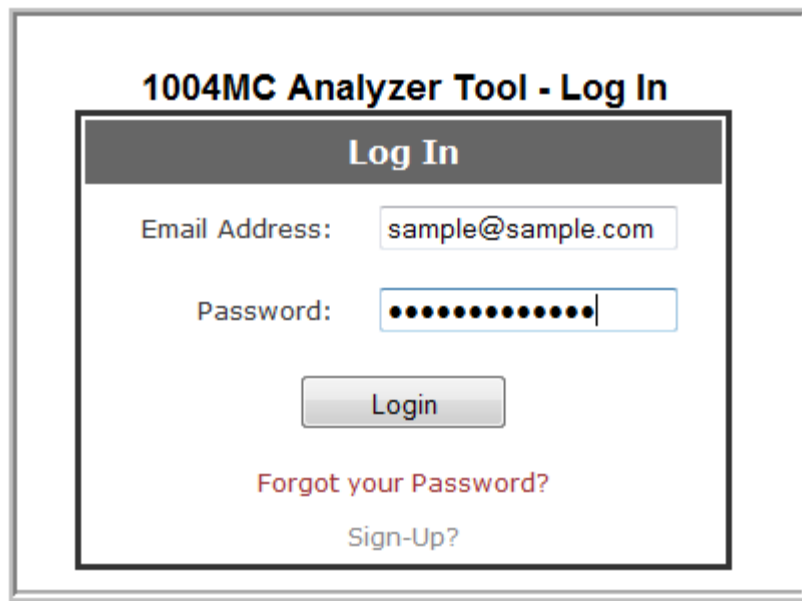 1004MC Analyzer Tool - Log In
Log In
Email Address: sample@sample.com
Password: •••••••••••••
Login
Forgot your Password?
Sign-Up?